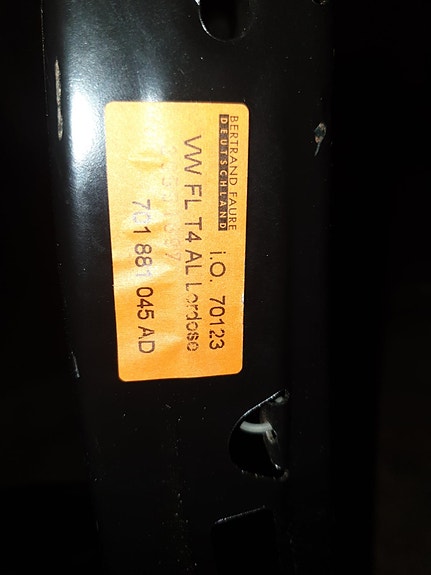 BERTRAND FAURE
DEUTSCHLAND
i.O. 70123
VW FL T4 AL Lordose
701 881 045 AD